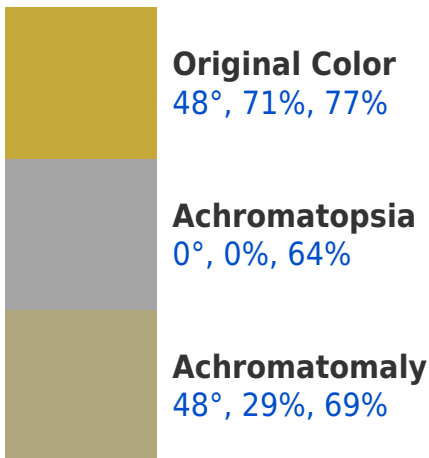 Original Color
48°, 71%, 77%
Achromatopsia
0°, 0%, 64%
Achromatomaly
48°, 29%, 69%